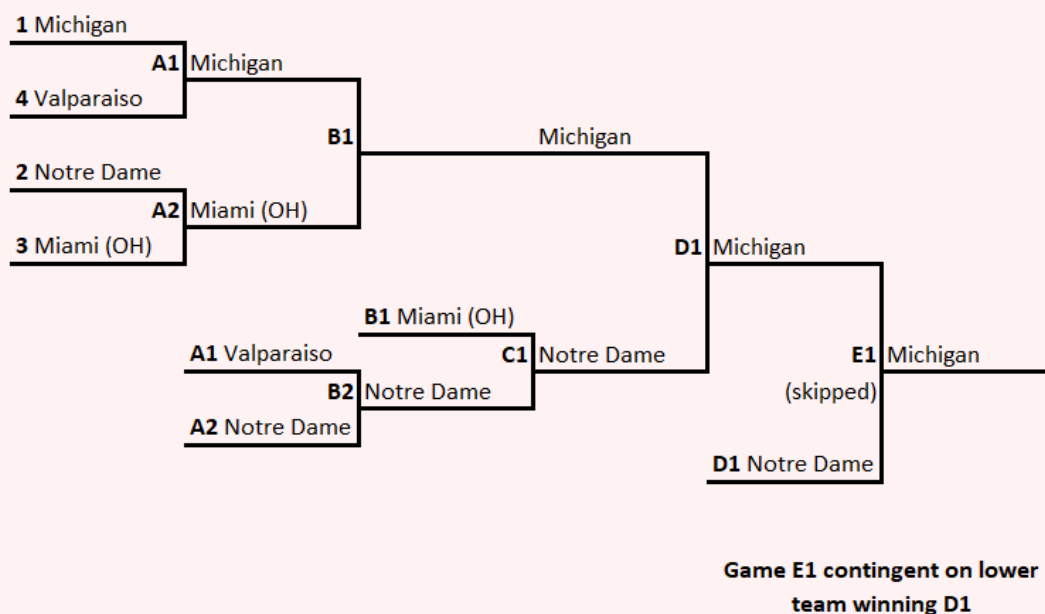 1 Michigan
A1 Michigan
4 Valparaiso
B1 Michigan
2 Notre Dame
A2 Miami (OH)
3 Miami (OH)
D1 Michigan
B1 Miami (OH)
A1 Valparaiso
C1 Notre Dame
E1 Michigan
B2 Notre Dame
(skipped)
A2 Notre Dame
D1 Notre Dame
Game E1 contingent on lower
team winning D1